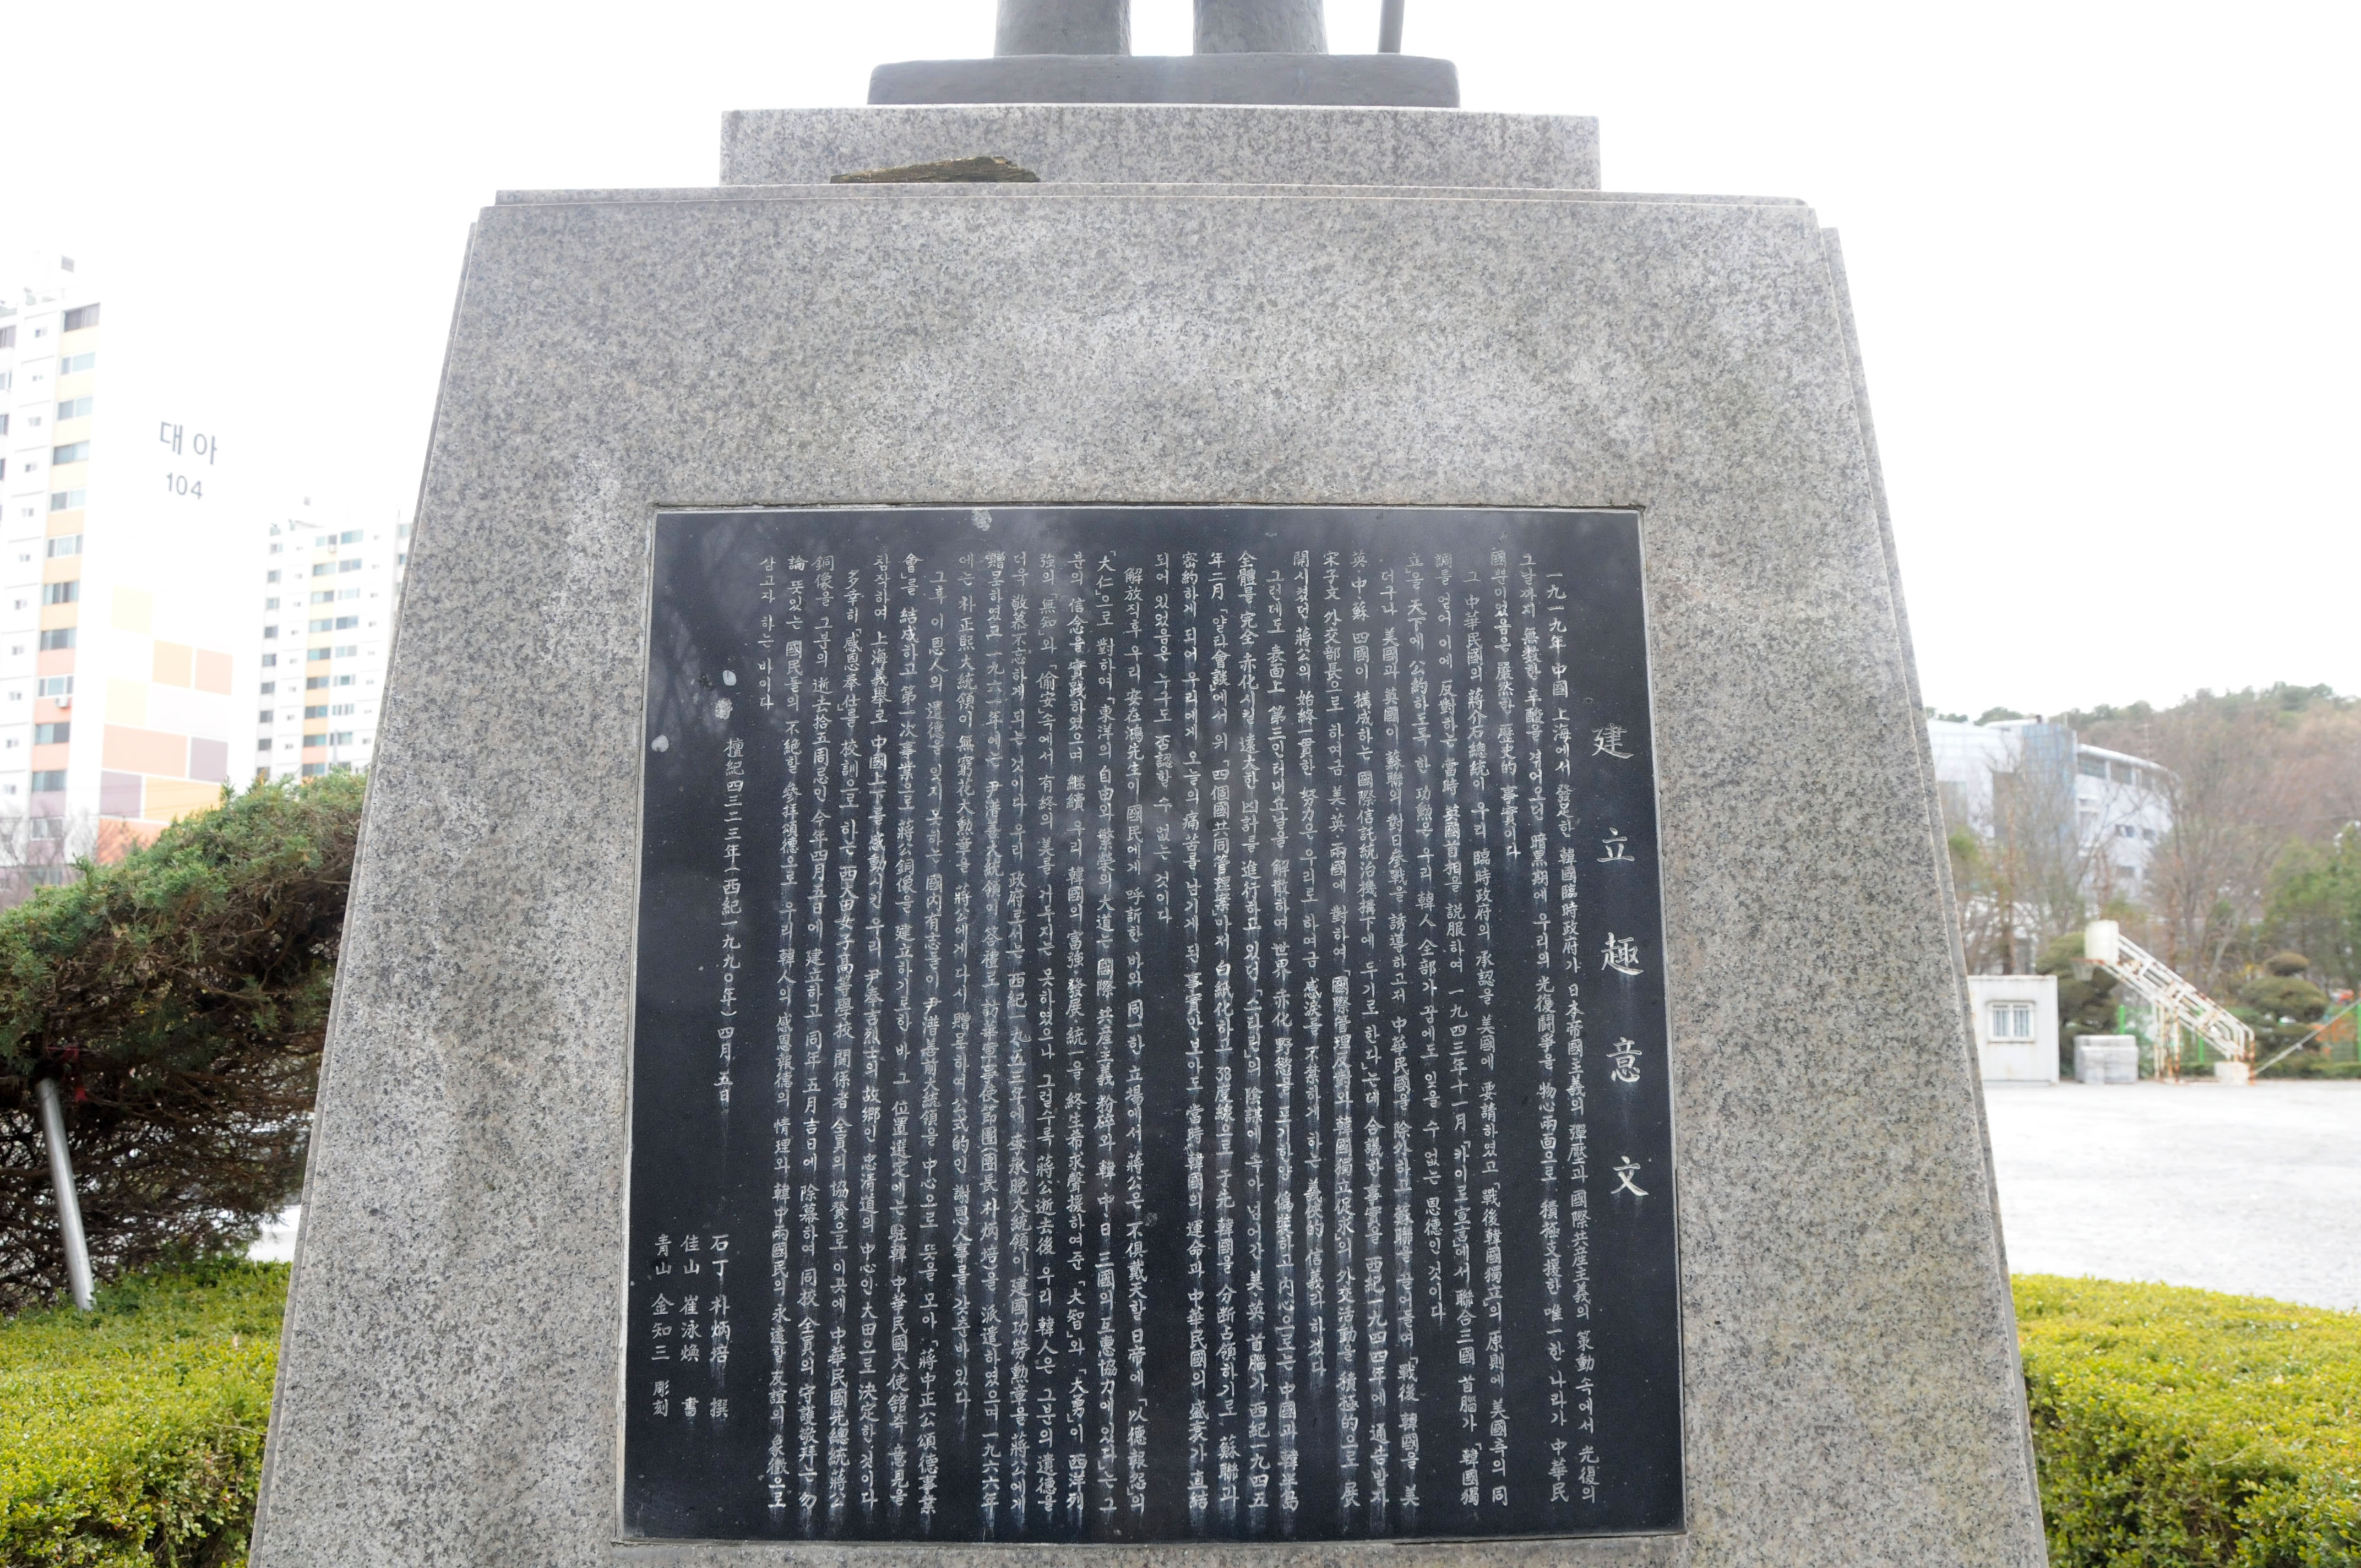 建立趣意文
一九一九年 中國 上海에서 發足한 韓國臨時政府가 日本帝國主義의 彈壓과 國際共産主義의 策動속에서 光復의
그날까지 無數한 辛酸을 겪어오던 暗黑期에 우리의 光復鬪爭을 物心兩面으로 積極支援한 唯一한 나라가 中華民
國뿐이었음은 嚴然한 歷史的 事實이다
그 中華民國의 蔣介石總統이 우리 臨時政府의 承認을 美國에 要請하였고 「戰後韓國獨立」의 原則에 美國측의 同
調를 얻어 이에 反對하는 當時 英國首相을 說服하여 一九四三年十一月 「카이로宣言」에서 聯合三國 首腦가 「韓國獨
立」을 天下에 公約하도록 한 功勳은 우리 韓人 全部가 꿈에도 잊을 수 없는 恩德인 것이다
더구나 美國과 英國이 蘇聯의 對日參戰을 誘導하고저 中華民國을 除外하고 蘇聯을 끌어들여 「戰後 韓國을 美
英·中·蘇 四國이 構成하는 國際信託統治機構下에 두기로 한다」는데 合議한 事實을 西紀一九四四年에 通告받자
宋子文 外交部長으로 하여금 美·英 兩國에 對하여 「國際管理反對와 韓國獨立促求」의 外交活動을 積極的으로 展
開시켰던 蔣公의 始終一貫한 努力은 우리로 하여금 感淚를 不禁하게 하는 義俠的 信義라 하겠다
그런데도 表面上 第三인터내쇼날을 解散하여 世界 赤化 野慾을 포기한양 偽裝하고 內心으로는 中國과 韓半島
全體를 完全 赤化시킬 遠大한 凶計를 進行하고 있던 「스타린」의 陰謀에 속아 넘어간 美·英 首腦가 西紀一九四五
年二月 「얄타會談」에서의 「四個國共同管理案」마저 白紙化하고 38度線으로 두元 韓國을 分斷占領하기로 蘇聯과
密約하게 되어 우리에게 오늘의 痛苦를 남기게 된 事實만 보아도 當時 韓國의 運命과 中華民國의 盛衰가 直結
되어 있었음은 누구도 否認할 수 없는 것이다
解放직후 우리 安在鴻先生이 國民에게 呼訴한 바와 同一한 立場에서 蔣公은 不俱戴天할 日帝에 「以德報怨」의
「大仁」으로 對하여 「東洋의 自由와 繁榮의 大道는 國際 共産主義 粉碎와 韓·中·日 三國의 互惠協力에 있다」는 그
분의 信念을 實踐하였으며 繼續 우리 韓國의 富強·發展·統一을 終生希求聲援하여준 「大智」와 「大勇」이 西洋列
强의 「無知」와 「偷安」속에서 有終의 美를 거두지는 못하였으나 그럴수록 蔣公逝去後 우리 韓人은 그분의 遺德을
더욱 敬慕不忘하게 되는 것이다 우리 政府로서는 西紀一九五三年에 李承晩大統領이 建國功勞勳章을 蔣公에게
贈呈하였고 一九六一年에는 尹潽善大統領이 答禮로 訪華軍事使節團(團長 朴炳培)을 派遣하였으며 一九六六年
에는 朴正熙大統領이 無窮花大勳章을 蔣公에게 다시 贈呈하여 公式的인 謝恩人事를 갖춘바 있다
그후 이 恩人의 遺德을 잊지 못하는 國內有志들이 尹潽善前大統領을 中心으로 뜻을 모아 「蔣中正公頌德事業
會」를 結成하고 第一次事業으로 蔣公銅像을 建立하기로 한 바 그 位置選定에는 駐韓 中華民國大使館측 意見을
참작하여 上海義擧로 中國上下를 感動시킨 우리 尹奉吉烈士의 故鄕인 忠淸道의 中心인 大田으로 決定한 것이다
多幸히 「感恩奉仕」를 校訓으로 하는 西大田女子高等學校 關係者 全員의 協贊으로 이곳에 中華民國先總統蔣公
銅像을 그분의 逝去拾五周忌인 今年四月五日에 建立하고 同年 五月吉日에 除幕하여 同校 全員의 守護敬拜는 勿
論 뜻있는 國民들의 不絶할 參拜頌德으로 우리 韓人의 感恩報德의 情理와 韓中兩國民의 永遠할 友誼의 象徵으로
삼고자 하는 바이다
檀紀四三二三年(西紀一九九○年) 四月 五日
石丁 朴炳培 撰
佳山 崔泳煥 書
靑山 金知三 彫刻
대아
104